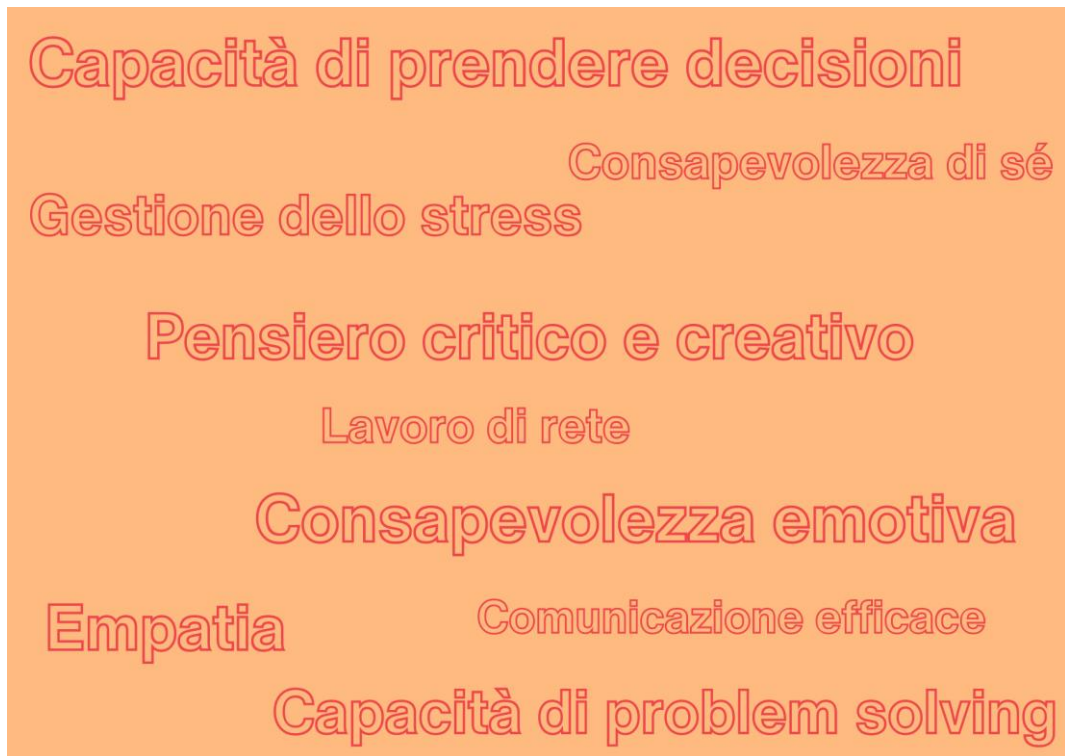 Capacità di prendere decisioni
Consapevolezza di sé
Gestione dello stress
Pensiero critico e creativo
Lavoro di rete
Consapevolezza emotiva
Empatia
Comunicazione efficace
Capacità di problem solving